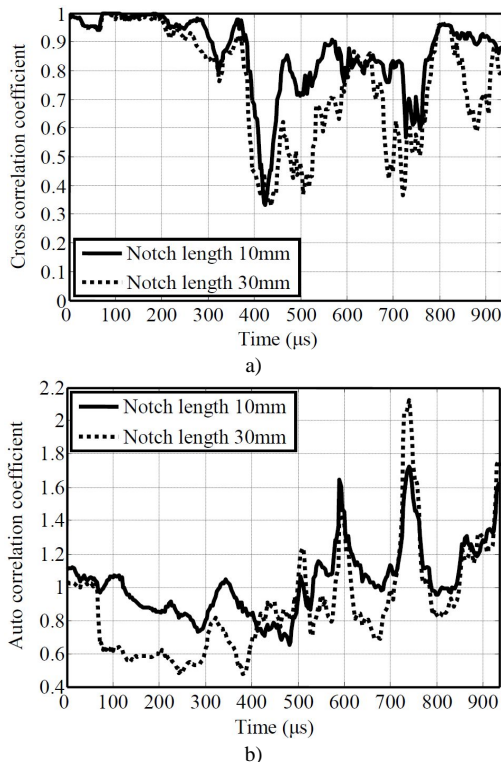 Cross correlation coefficient
1
0.9
0.8
0.7
0.6
0.5
0.4
0.3
0.2
0.1
0
Notch length 10mm
Notch length 30mm
0 100 200 300 400 500 600 700 800 900
Time (μs)
a)
Auto correlation coefficient
2.2
2
1.8
1.6
1.4
1.2
1
0.8
0.6
0.4
Notch length 10mm
Notch length 30mm
0 100 200 300 400 500 600 700 800 900
Time (μs)
b)